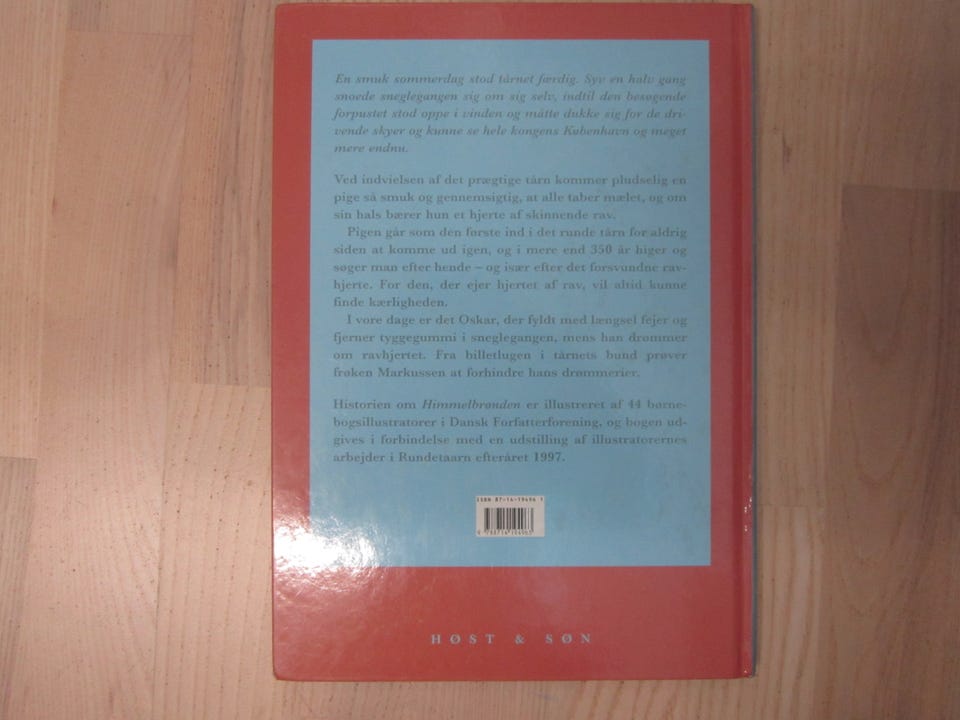 En smuk sommerdag stod tårnet færdig. Syv en halv gang
snoede sneglegangen sig om sig selv, indtil den besøgende
forpustet stod oppe i vinden og måtte dukke sig for de dri-
vende skyer og kunne se hele kongens København og meget
mere endnu.
Ved indvielsen af det prægtige tårn kommer pludselig en
pige så smuk og gennemsigtig, at alle taber mælet, og om
sin hals bærer hun et hjerte af skinnende rav.
Pigen går som den første ind i det runde tårn for aldrig
siden at komme ud igen, og i mere end 350 år higer og
søger man efter hende – og især efter det forsvundne rav-
hjerte. For den, der ejer hjertet af rav, vil altid kunne
finde kærligheden.
I vore dage er det Oskar, der fyldt med længsel fejer og
fjerner tyggegummi i sneglegangen, mens han drømmer
om ravhjertet. Fra billetlugen i tårnets bund prøver
frøken Markussen at forhindre hans drømmerier.
Historien om Himmelbrønden er illustreret af 44 børne-
bogsillustratorer i Dansk Forfatterforening, og bogen ud-
gives i forbindelse med en udstilling af illustratorernes
arbejder i Rundetaarn efteråret 1997.
ISBN 87-14-19496 1
9 788714 194963
HØST & SØN